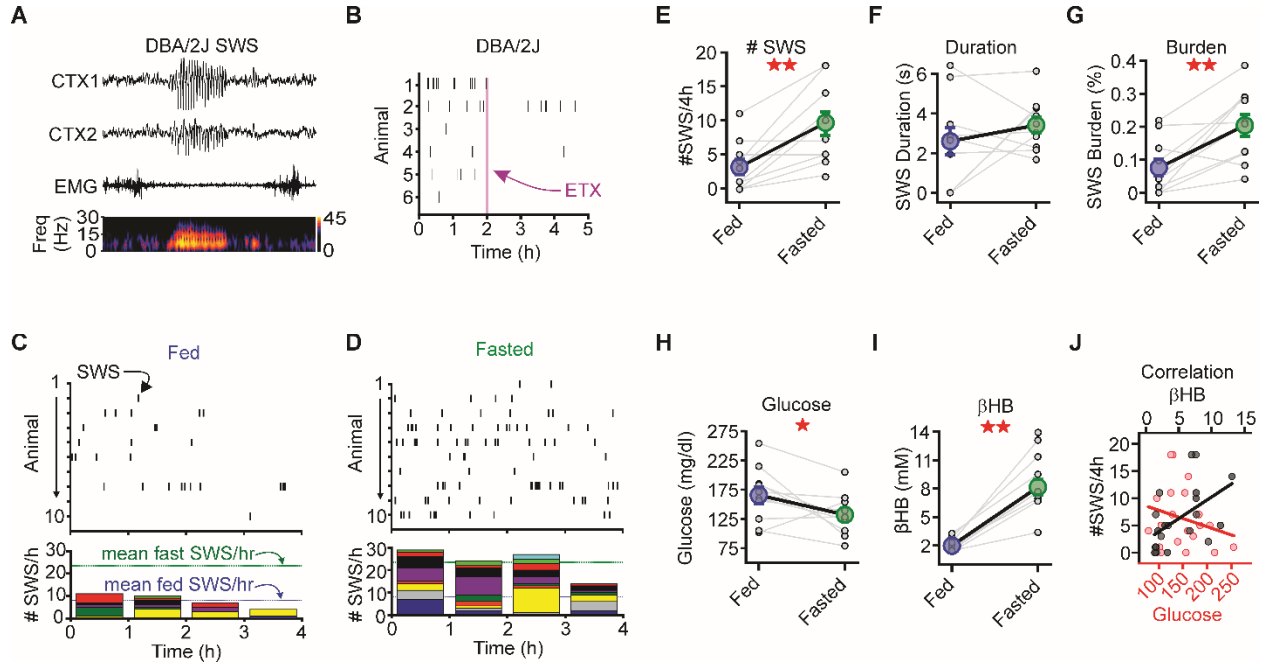 A
DBA/2J SWS
CTX1
CTX2
EMG
Freq (Hz)
30
15
0
45
0
B
DBA/2J
Animal
1
2
3
4
5
6
ETX
0 1 2 3 4 5
Time (h)
E
# SWS
★★
#SWS/4h
20
15
10
5
0
Fed
Fasted
F
Duration
SWS Duration (s)
6
4
2
0
Fed
Fasted
G
Burden
★★
SWS Burden (%)
0.4
0.3
0.2
0.1
0
Fed
Fasted
C
Fed
SWS
Animal
1
10
mean fast SWS/hr
mean fed SWS/hr
# SWS/h
30
20
10
0
0 1 2 3 4
Time (h)
D
Fasted
Animal
1
10
# SWS/h
30
20
10
0
0 1 2 3 4
Time (h)
H
Glucose
★
Glucose (mg/dl)
275
225
175
125
75
Fed
Fasted
I
βHB
★★
βHB (mM)
14
12
8
6
2
Fed
Fasted
J
Correlation
βHB
0 5 10 15
#SWS/4h
20
15
10
5
0
100 150 200 250
Glucose